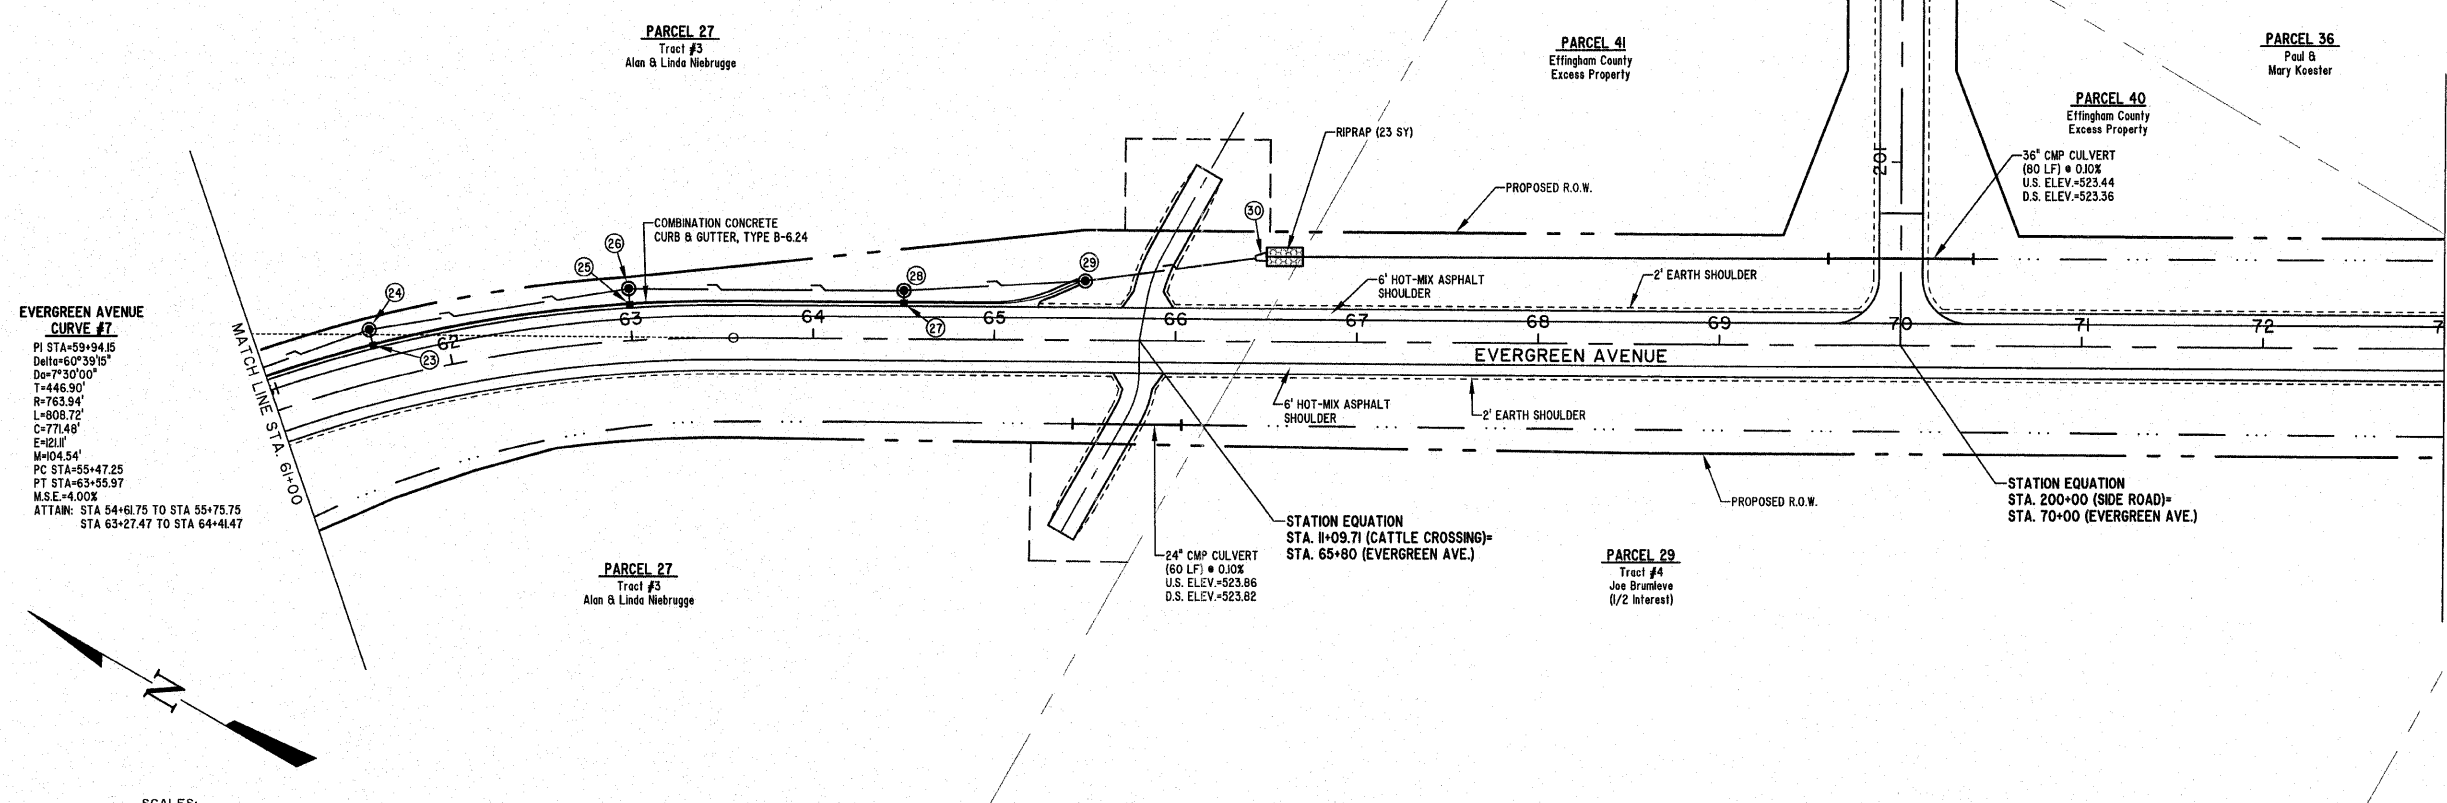 PARCEL 27
Tract #3
Alan & Linda Niebrugge
PARCEL 41
Effingham County
Excess Property
PARCEL 36
Paul &
Mary Koester
PARCEL 40
Effingham County
Excess Property
RIPRAP (23 SY)
201
36" CMP CULVERT
(80 LF) @ 0.10%
U.S. ELEV.=523.44
D.S. ELEV.=523.36
PROPOSED R.O.W.
COMBINATION CONCRETE
CURB & GUTTER, TYPE B-6.24
30
26
25
29
28
24
27
23
6' HOT-MIX ASPHALT
SHOULDER
2' EARTH SHOULDER
EVERGREEN AVENUE
CURVE #7
PI STA=59+94.15
Delta=60°39'15"
Da=7°30'00"
T=446.90'
R=763.94'
L=808.72'
C=771.48'
E=121.11'
M=104.54'
PC STA=55+47.25
PT STA=63+55.97
M.S.E.=4.00%
ATTAIN: STA 54+61.75 TO STA 55+75.75
STA 63+27.47 TO STA 64+41.47
MATCH LINE STA. 61+00
62 63 64 65 66 67 68 69 70 71 72 7
EVERGREEN AVENUE
6' HOT-MIX ASPHALT
SHOULDER
2' EARTH SHOULDER
PROPOSED R.O.W.
STATION EQUATION
STA. 200+00 (SIDE ROAD)=
STA. 70+00 (EVERGREEN AVE.)
STATION EQUATION
STA. 11+09.71 (CATTLE CROSSING)=
STA. 65+80 (EVERGREEN AVE.)
24" CMP CULVERT
(60 LF) @ 0.10%
U.S. ELEV.=523.86
D.S. ELEV.=523.82
PARCEL 27
Tract #3
Alan & Linda Niebrugge
PARCEL 29
Tract #4
Joe Brumleve
(1/2 Interest)
N
SCALES: